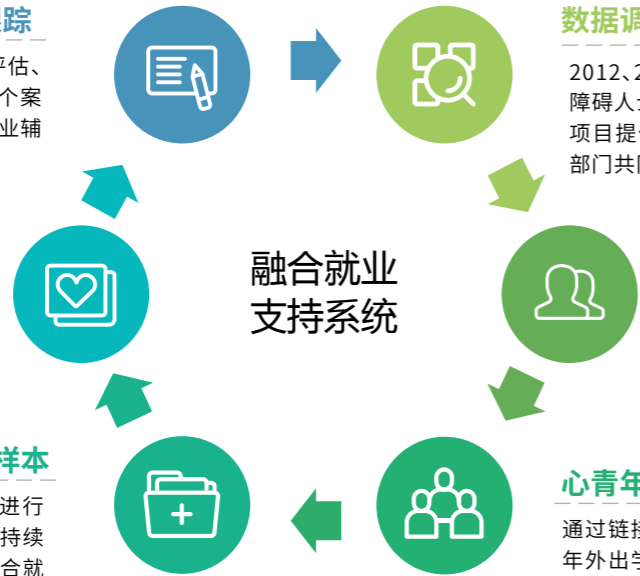 踪
评估、
个案
业辅
数据调
2012、2
障碍人士
项目提
部门共
融合就业
支持系统
样本
进行
持续
合就
心青年
通过链接
年外出学